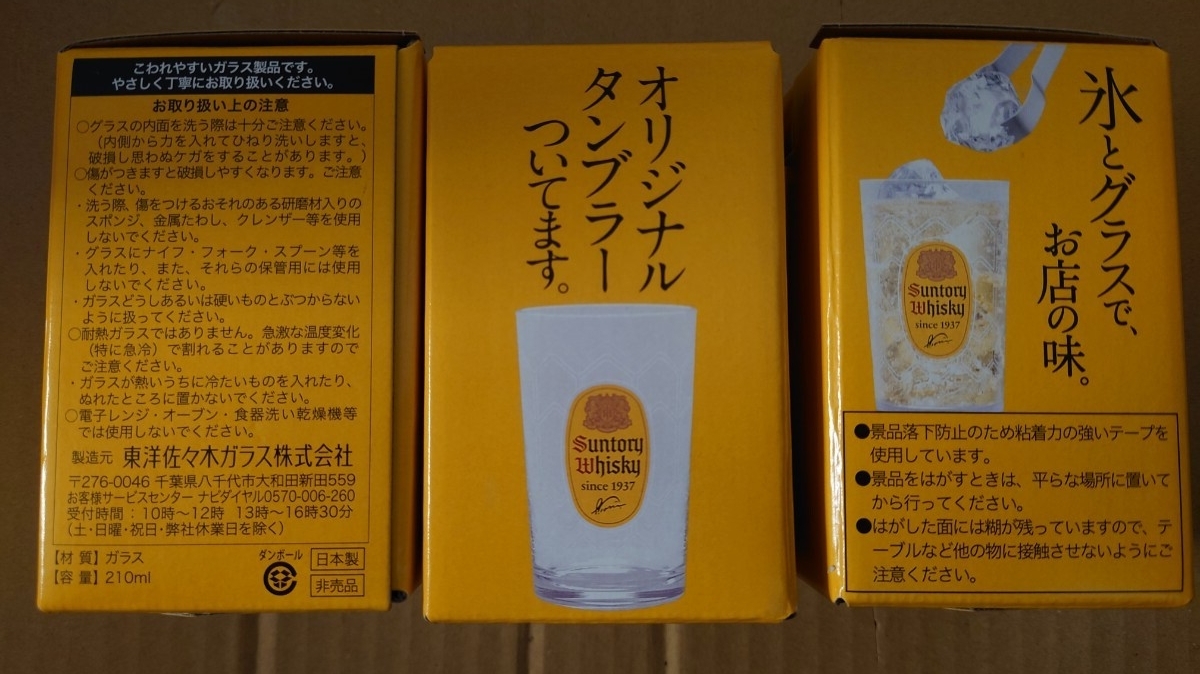 こわれやすいガラス製品です。
やさしく丁寧にお取り扱いください。
お取り扱い上の注意
○グラスの内面を洗う際は十分ご注意ください。
（内側から力を入れてひねり洗いしますと、
破損し思わぬケガをすることがあります。）
○傷がつきますと破損しやすくなります。ご注意
ください。
・洗う際、傷をつけるおそれのある研磨材入りの
スポンジ、金属たわし、クレンザー等を使用
しないでください。
・グラスにナイフ・フォーク・スプーン等を
入れたり、また、それらの保管用には使用
しないでください。
・ガラスどうしあるいは硬いものとぶつからない
ように扱ってください。
○耐熱ガラスではありません。急激な温度変化
（特に急冷）で割れることがありますので
ご注意ください。
・ガラスが熱いうちに冷たいものを入れたり、
ぬれたところに置かないでください。
○電子レンジ・オーブン・食器洗い乾燥機等
では使用しないでください。
製造元 東洋佐々木ガラス株式会社
〒276-0046 千葉県八千代市大和田新田559
お客様サービスセンター ナビダイヤル0570-006-260
受付時間：10時〜12時 13時〜16時30分
（土・日曜・祝日・弊社休業日を除く）
【材 質】ガラス
【容 量】210ml
ダンボール
日本製
非売品
オリジナル
タンブラー
ついてます。
Suntory
Whisky
since 1937
氷とグラスで、
お店の味。
Suntory
Whisky
since 1937
●景品落下防止のため粘着力の強いテープを
使用しています。
●景品をはがすときは、平らな場所に置いて
から行ってください。
●はがした面には糊が残っていますので、テ
ーブルなど他の物に接触させないようにご
注意ください。